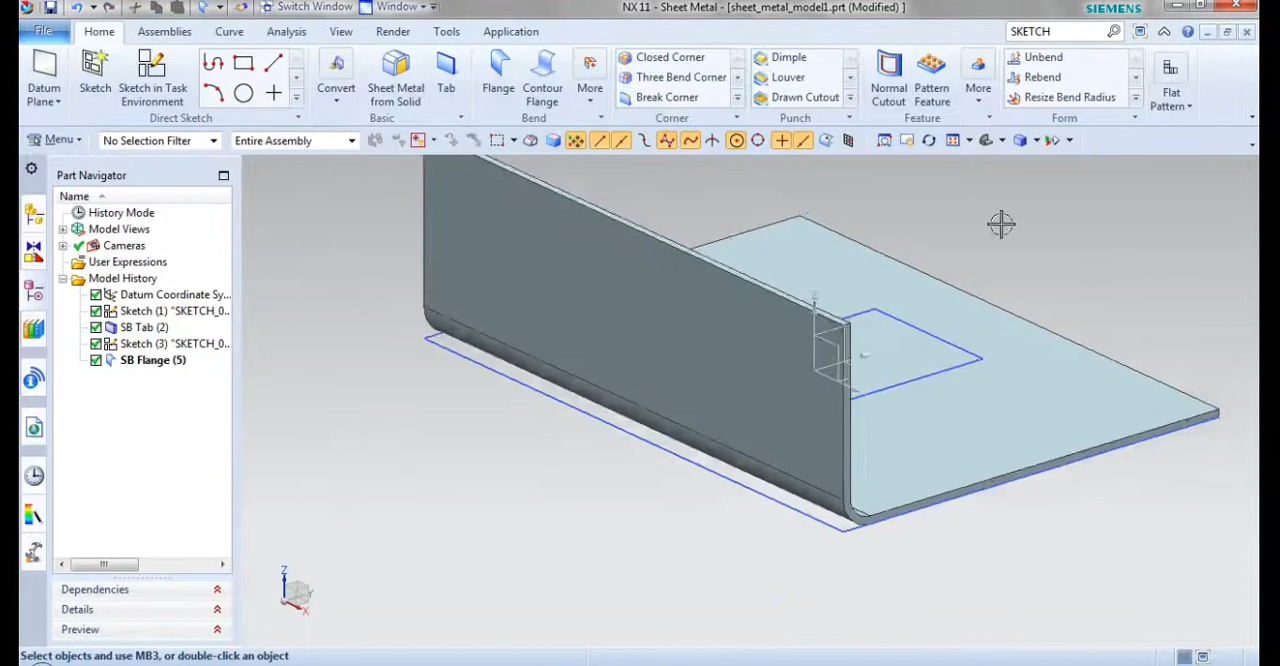 Switch Window Window NX 11 - Sheet Metal - [sheet_metal_model1.prt (Modified) ] SIEMENS
File Home Assemblies Curve Analysis View Render Tools Application SKETCH
Datum Plane Sketch Sketch in Task Environment Direct Sketch
Convert Sheet Metal from Solid Tab Basic
Flange Contour Flange More Bend
Closed Corner
Three Bend Corner
Break Corner
Corner
Dimple
Louver
Drawn Cutout
Punch
Normal Cutout Pattern Feature More Feature
Unbend
Rebend
Resize Bend Radius
Form
Flat Pattern
Menu No Selection Filter Entire Assembly
Part Navigator
Name
History Mode
Model Views
Cameras
User Expressions
Model History
Datum Coordinate Sy...
Sketch (1) "SKETCH_0...
SB Tab (2)
Sketch (3) "SKETCH_0...
SB Flange (5)
Dependencies
Details
Preview
Z
X
Select objects and use MB3, or double-click an object